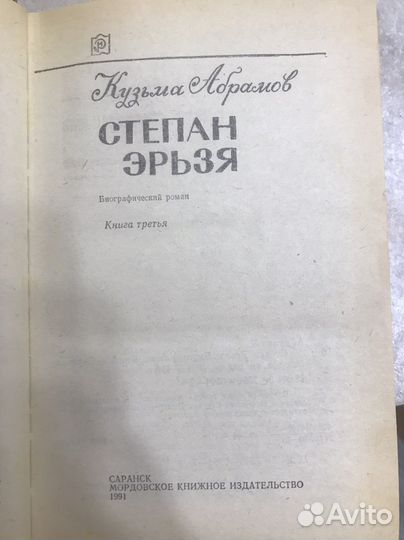 Кузьма Абрамов
СТЕПАН
ЭРЬЗЯ
Биографический роман
Книга третья
САРАНСК
МОРДОВСКОЕ КНИЖНОЕ ИЗДАТЕЛЬСТВО
1991
Avito